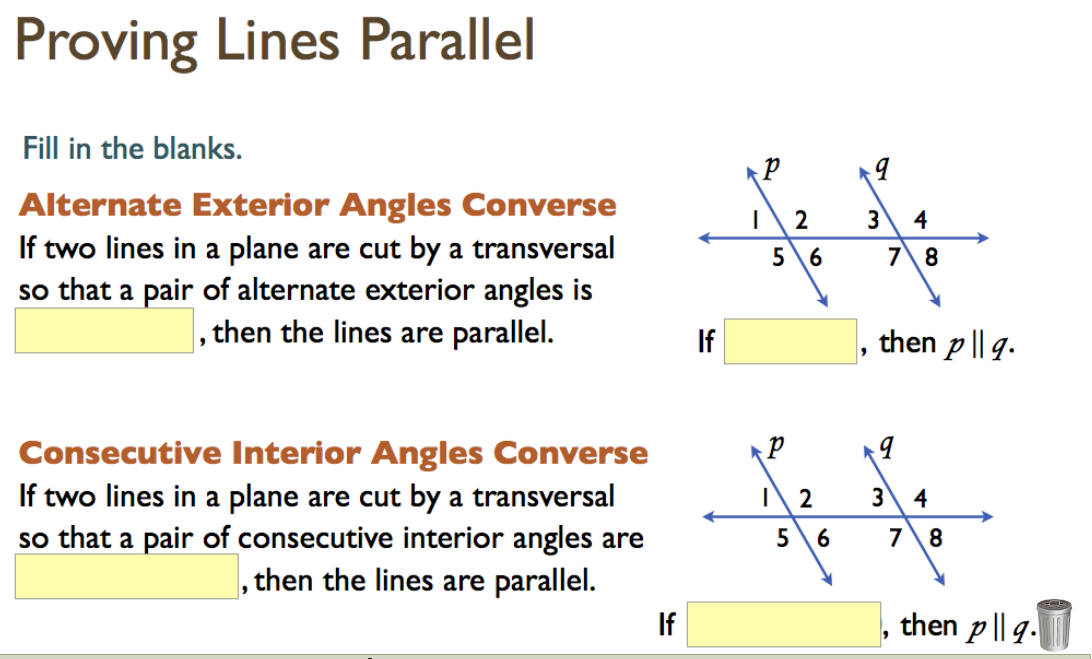 Proving Lines Parallel
Fill in the blanks.
Alternate Exterior Angles Converse
If two lines in a plane are cut by a transversal
so that a pair of alternate exterior angles is
, then the lines are parallel.
p q
1 2 3 4
5 6 7 8
If , then p || q.
Consecutive Interior Angles Converse
If two lines in a plane are cut by a transversal
so that a pair of consecutive interior angles are
, then the lines are parallel.
p q
1 2 3 4
5 6 7 8
If , then p || q.